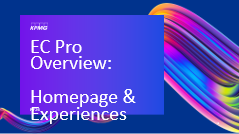 KPMG
EC Pro
Overview:
Homepage &
Experiences